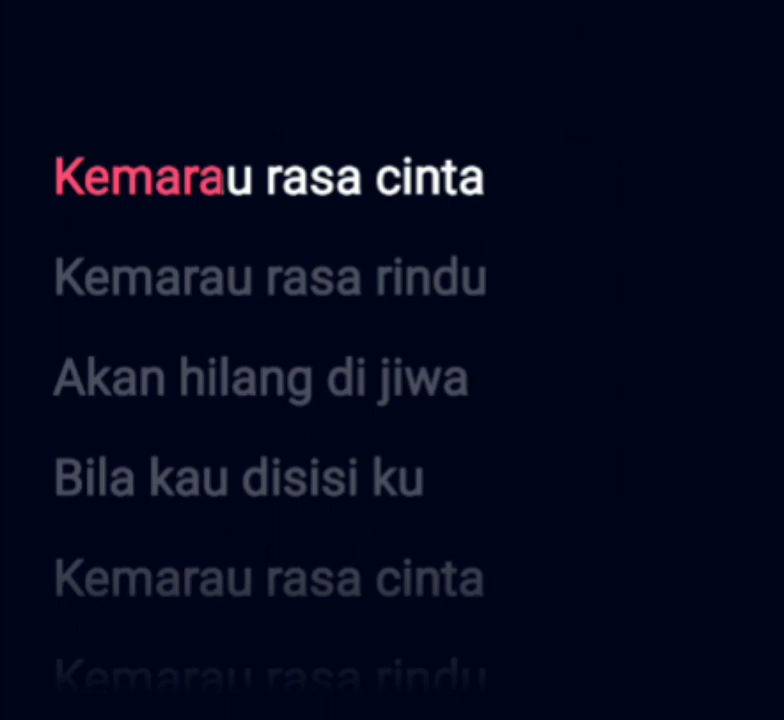 Kemarau rasa cinta
Kemarau rasa rindu
Akan hilang di jiwa
Bila kau disisi ku
Kemarau rasa cinta
Kemarau rasa rindu